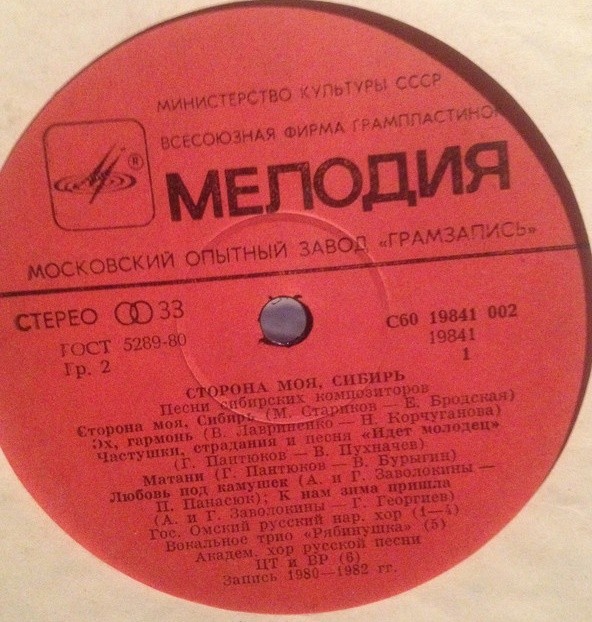 МИНИСТЕРСТВО КУЛЬТУРЫ СССР
ВСЕСОЮЗНАЯ ФИРМА ГРАМПЛАСТИНОК
®
МЕЛОДИЯ
МОСКОВСКИЙ ОПЫТНЫЙ ЗАВОД «ГРАМЗАПИСЬ»
СТЕРЕО 33
ГОСТ 5289-80
Гр. 2
С60 19841 002
19841
1
СТОРОНА МОЯ, СИБИРЬ
Песни сибирских композиторов
Сторона моя, Сибирь (М. Стариков — Е. Бродская)
Эх, гармонь (В. Лавриненко — Н. Корчуганова)
Частушки, страдания и песня «Идет молодец»
(Г. Пантюков — В. Пухначев)
Матани (Г. Пантюков — В. Бурыгин)
Любовь под камушек (А. и Г. Заволокины —
П. Панасюк); К нам зима пришла
(А. и Г. Заволокины — Г. Георгиев)
Гос. Омский русский нар. хор (1—4)
Вокальное трио «Рябинушка» (5)
Академ. хор русской песни
ЦТ и ВР (6)
Запись 1980—1982 гг.